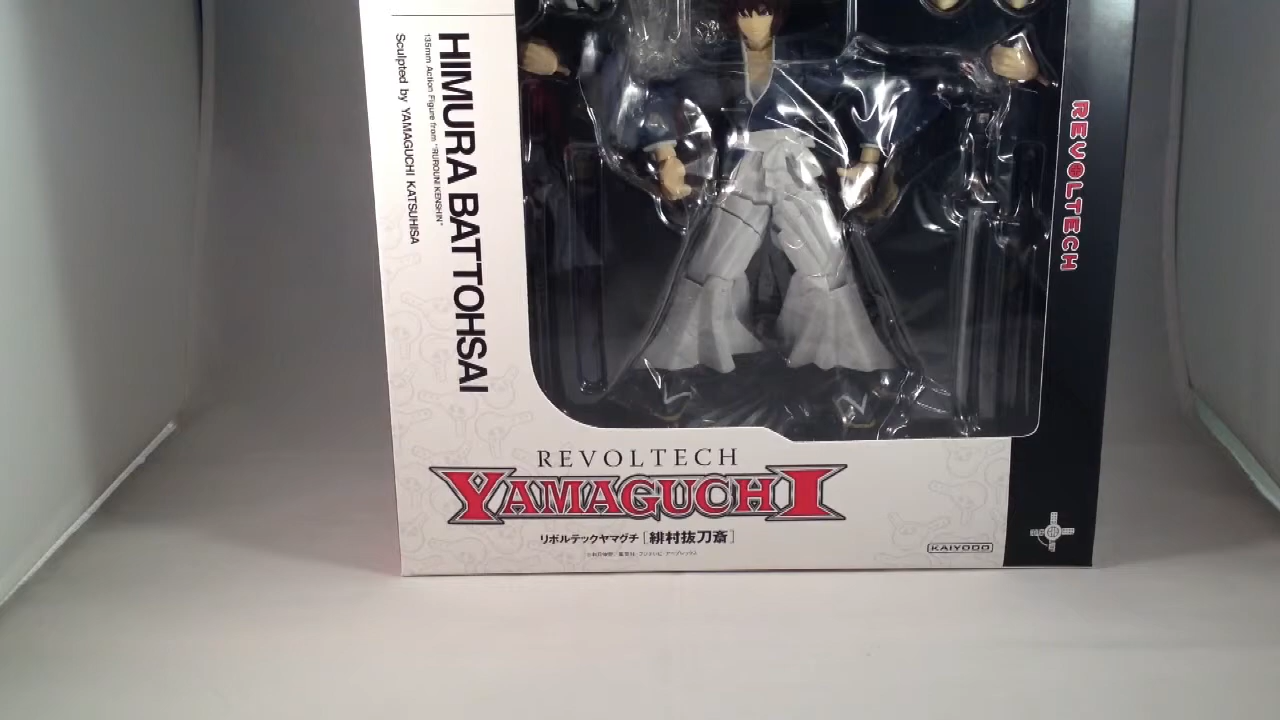 HIMURA BATTOHSAI
135mm Action Figure from "RUROUNI KENSHIN"
Sculpted by YAMAGUCHI KATSUHISA
REVOLTECH
REVOLTECH
YAMAGUCHI
リボルテックヤマグチ［緋村抜刀斎］
KAIYODO